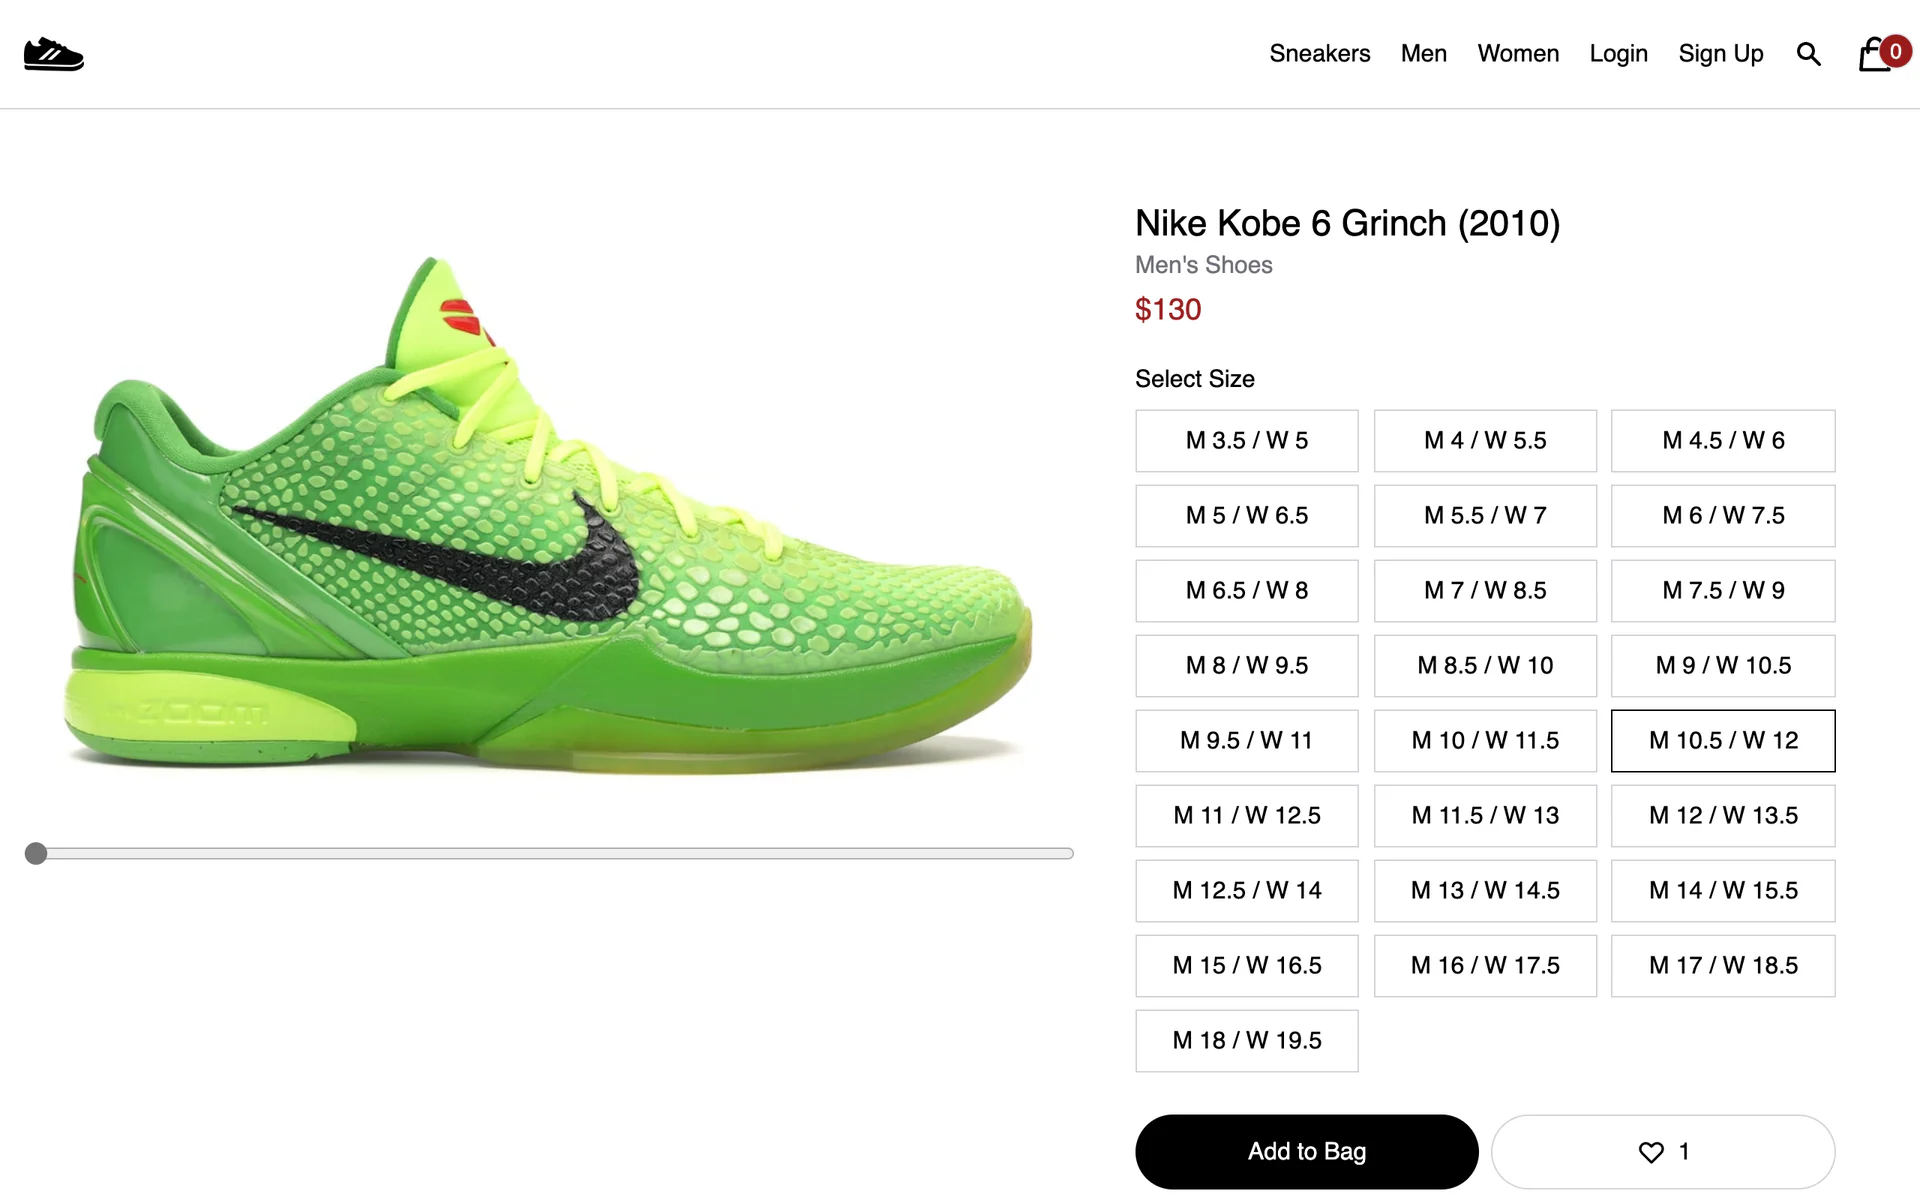 Sneakers Men Women Login Sign Up 0
Nike Kobe 6 Grinch (2010)
Men's Shoes
$130
Select Size
M 3.5 / W 5 M 4 / W 5.5 M 4.5 / W 6
M 5 / W 6.5 M 5.5 / W 7 M 6 / W 7.5
M 6.5 / W 8 M 7 / W 8.5 M 7.5 / W 9
M 8 / W 9.5 M 8.5 / W 10 M 9 / W 10.5
M 9.5 / W 11 M 10 / W 11.5 M 10.5 / W 12
M 11 / W 12.5 M 11.5 / W 13 M 12 / W 13.5
M 12.5 / W 14 M 13 / W 14.5 M 14 / W 15.5
M 15 / W 16.5 M 16 / W 17.5 M 17 / W 18.5
M 18 / W 19.5
Add to Bag 1
ZOOM